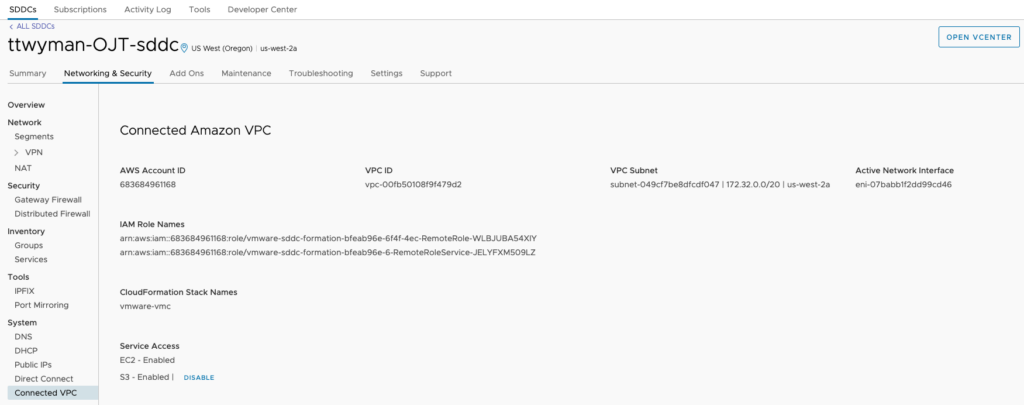 SDDCs Subscriptions Activity Log Tools Developer Center
< ALL SDDCs
ttwyman-OJT-sddc US West (Oregon) | us-west-2a
OPEN VCENTER
Summary Networking & Security Add Ons Maintenance Troubleshooting Settings Support
Overview
Network
Segments
> VPN
NAT
Security
Gateway Firewall
Distributed Firewall
Inventory
Groups
Services
Tools
IPFIX
Port Mirroring
System
DNS
DHCP
Public IPs
Direct Connect
Connected VPC
Connected Amazon VPC
AWS Account ID VPC ID VPC Subnet Active Network Interface
683684961168 vpc-00fb50108f9f479d2 subnet-049cf7be8dfcdf047 | 172.32.0.0/20 | us-west-2a eni-07babb1f2dd99cd46
IAM Role Names
arn:aws:iam::683684961168:role/vmware-sddc-formation-bfeab96e-6f4f-4ec-RemoteRole-WLBJUBA54XIY
arn:aws:iam::683684961168:role/vmware-sddc-formation-bfeab96e-6-RemoteRoleService-JELYFXM509LZ
CloudFormation Stack Names
vmware-vmc
Service Access
EC2 - Enabled
S3 - Enabled | DISABLE